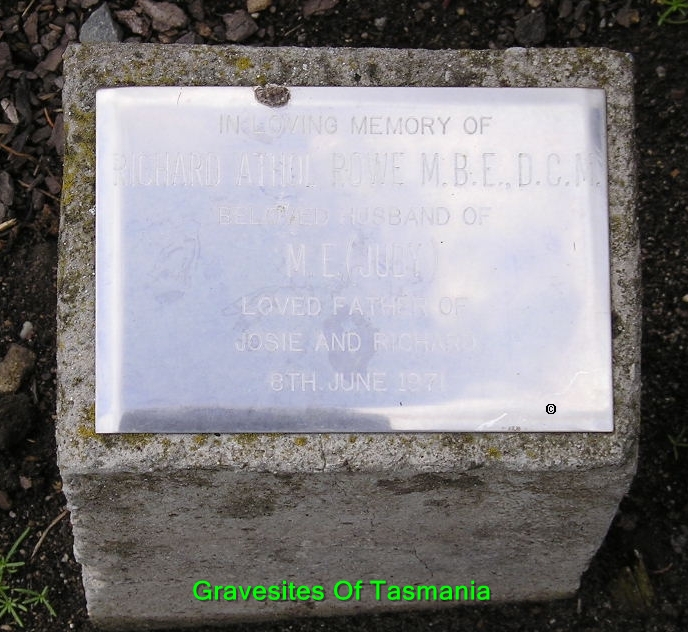 IN LOVING MEMORY OF
RICHARD ATHOL ROWE M.B.E., D.C.M.
BELOVED HUSBAND OF
M.E. (JUDY)
LOVED FATHER OF
JOSIE AND RICHARD
8TH. JUNE 1971
©
Gravesites Of Tasmania